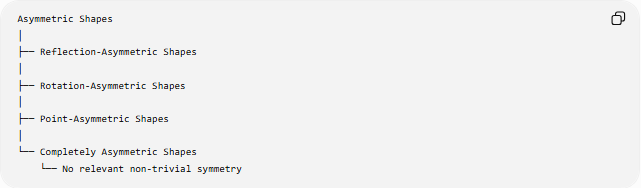 Asymmetric Shapes
│
├── Reflection-Asymmetric Shapes
│
├── Rotation-Asymmetric Shapes
│
├── Point-Asymmetric Shapes
│
└── Completely Asymmetric Shapes
    └── No relevant non-trivial symmetry